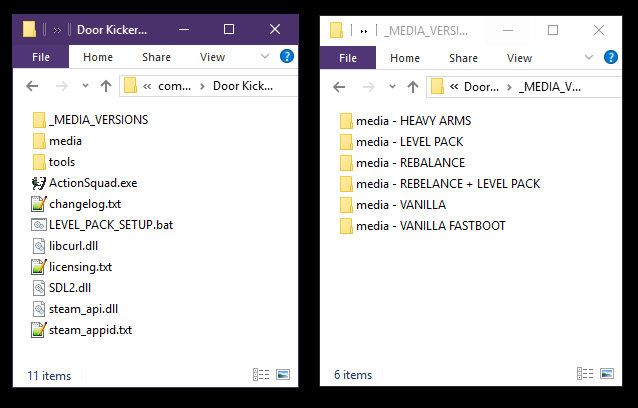 Door Kicker...
File
Home
Share
View
com...
Door Kick...
_MEDIA_VERSIONS
media
tools
ActionSquad.exe
changelog.txt
LEVEL_PACK_SETUP.bat
libcurl.dll
licensing.txt
SDL2.dll
steam_api.dll
steam_appid.txt
11 items
_MEDIA_VERSI...
File
Home
Share
View
Door...
_MEDIA_V...
media - HEAVY ARMS
media - LEVEL PACK
media - REBALANCE
media - REBELANCE + LEVEL PACK
media - VANILLA
media - VANILLA FASTBOOT
6 items